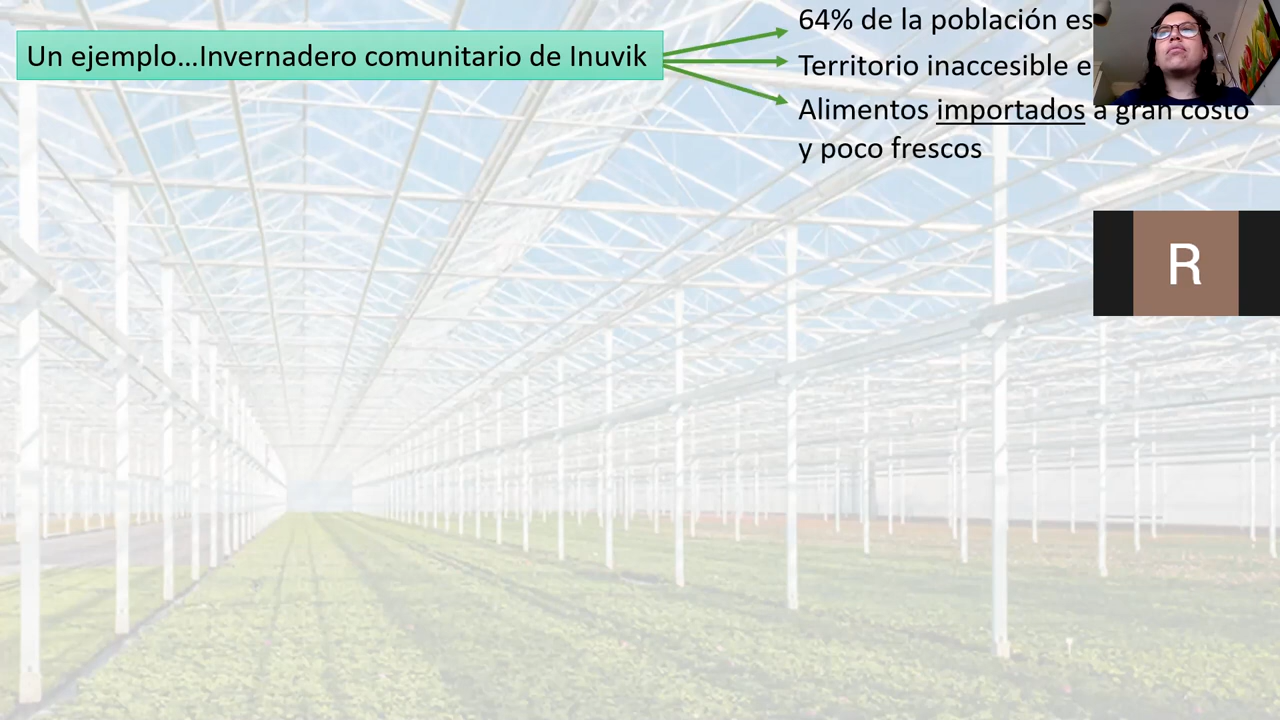 Un ejemplo...Invernadero comunitario de Inuvik
64% de la población es
Territorio inaccesible e
Alimentos importados a gran costo
y poco frescos
R